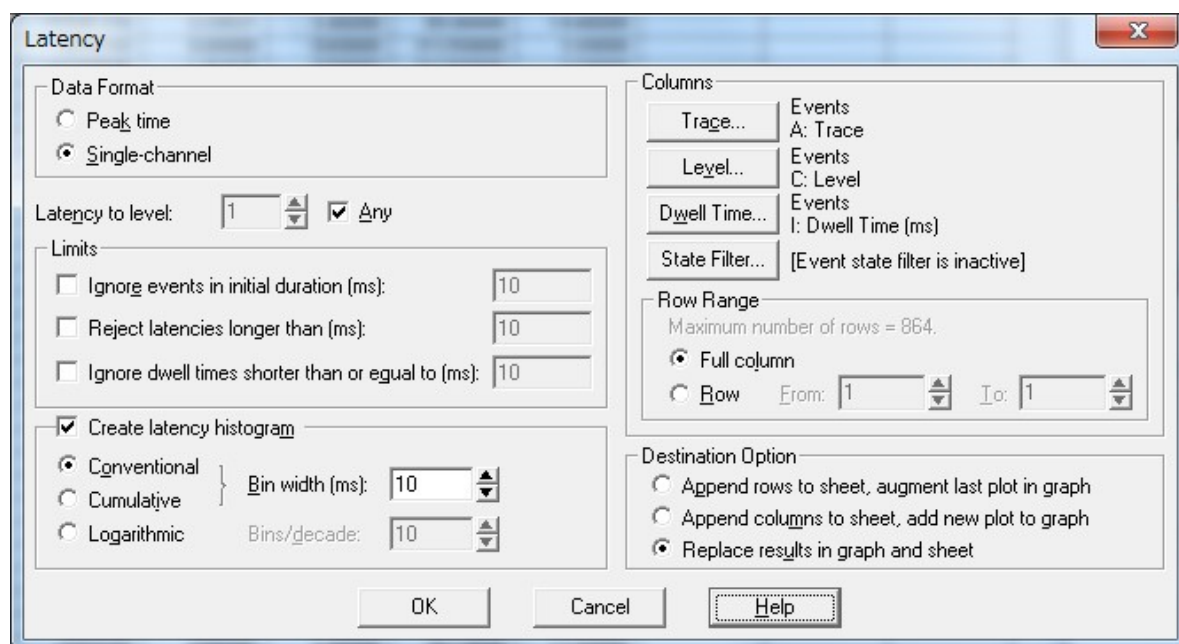 Latency
Data Format
Peak time
Single-channel
Latency to level: 1 Any
Limits
Ignore events in initial duration (ms): 10
Reject latencies longer than (ms): 10
Ignore dwell times shorter than or equal to (ms): 10
Create latency histogram
Conventional
Cumulative
Bin width (ms): 10
Logarithmic
Bins/decade: 10
Columns
Trace...
Events
A: Trace
Level...
Events
C: Level
Dwell Time...
Events
I: Dwell Time (ms)
State Filter... [Event state filter is inactive]
Row Range
Maximum number of rows = 864.
Full column
Row From: 1 To: 1
Destination Option
Append rows to sheet, augment last plot in graph
Append columns to sheet, add new plot to graph
Replace results in graph and sheet
OK Cancel Help